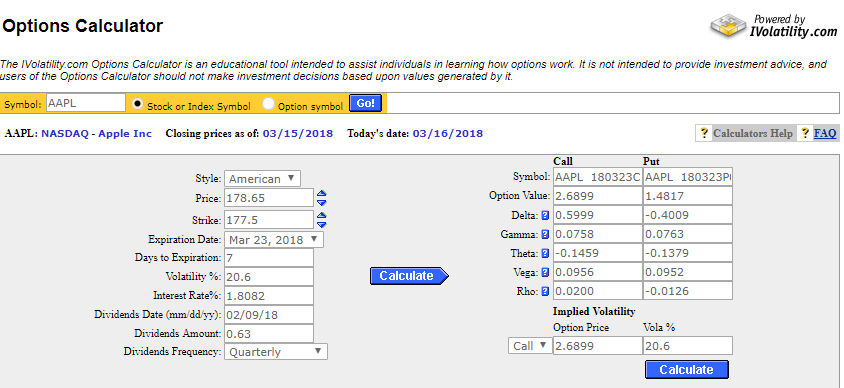 Options Calculator
Powered by
IVolatility.com
The IVolatility.com Options Calculator is an educational tool intended to assist individuals in learning how options work. It is not intended to provide investment advice, and
users of the Options Calculator should not make investment decisions based upon values generated by it.
Symbol: AAPL Stock or Index Symbol Option symbol Go!
AAPL: NASDAQ - Apple Inc Closing prices as of: 03/15/2018 Today's date: 03/16/2018 ? Calculators Help ? FAQ
Call Put
Style: American Symbol: AAPL 180323C AAPL 180323P
Price: 178.65 Option Value: 2.6899 1.4817
Strike: 177.5 Delta: ? 0.5999 -0.4009
Expiration Date: Mar 23, 2018 Gamma: ? 0.0758 0.0763
Days to Expiration: 7 Calculate Theta: ? -0.1459 -0.1379
Volatility %: 20.6 Vega: ? 0.0956 0.0952
Interest Rate%: 1.8082 Rho: ? 0.0200 -0.0126
Dividends Date (mm/dd/yy): 02/09/18 Implied Volatility
Dividends Amount: 0.63 Option Price Vola %
Dividends Frequency: Quarterly Call 2.6899 20.6
Calculate